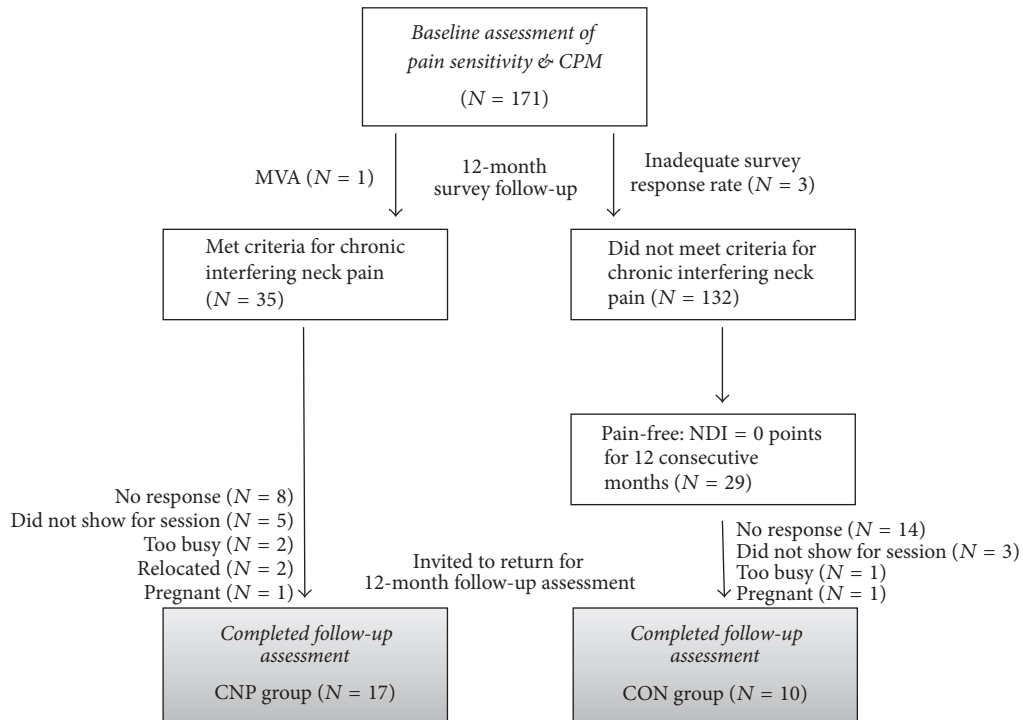 Baseline assessment of
pain sensitivity & CPM
(N = 171)
MVA (N = 1)
12-month
survey follow-up
Inadequate survey
response rate (N = 3)
Met criteria for chronic
interfering neck pain
(N = 35)
Did not meet criteria for
chronic interfering neck
pain (N = 132)
Pain-free: NDI = 0 points
for 12 consecutive
months (N = 29)
No response (N = 8)
Did not show for session (N = 5)
Too busy (N = 2)
Relocated (N = 2)
Pregnant (N = 1)
Invited to return for
12-month follow-up assessment
No response (N = 14)
Did not show for session (N = 3)
Too busy (N = 1)
Pregnant (N = 1)
Completed follow-up
assessment
CNP group (N = 17)
Completed follow-up
assessment
CON group (N = 10)